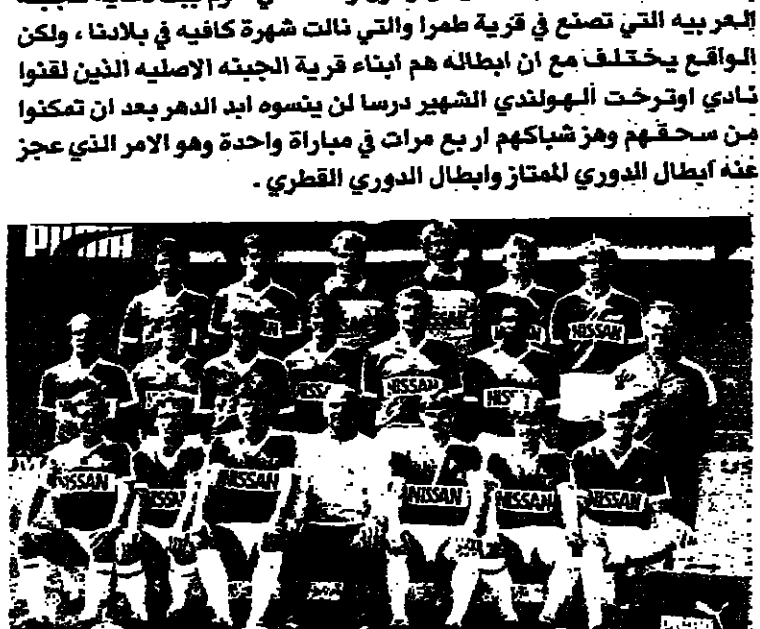 العربيه التي تصنع في قرية طمرا والتي نالت شهرة كافيه في بلادنا ، ولكن
الواقع يختلف مع ان ابطاله هم ابناء قرية الجبنه الاصليه الذين لقنوا
نادي اوترخت الهولندي الشهير درسا لن ينسوه ابد الدهر بعد ان تمكنوا
من سحقهم وهز شباكهم اربع مرات في مباراة واحدة وهو الامر الذي عجز
عنه ابطال الدوري الممتاز وابطال الدوري القطري .
PUMA
NISSAN
NISSAN NISSAN
NISSAN NISSAN NISSAN NISSAN NISSAN